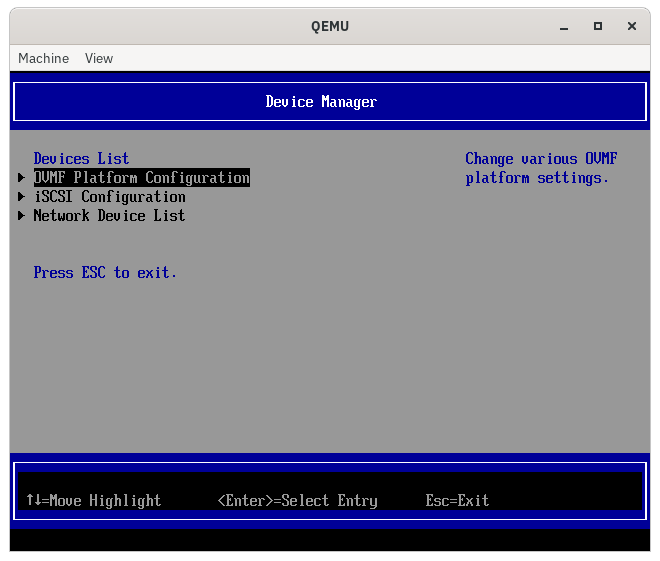 QEMU
Machine View
Device Manager
Devices List
OVMF Platform Configuration
iSCSI Configuration
Network Device List
Press ESC to exit.
Change various OVMF
platform settings.
↑↓=Move Highlight <Enter>=Select Entry Esc=Exit